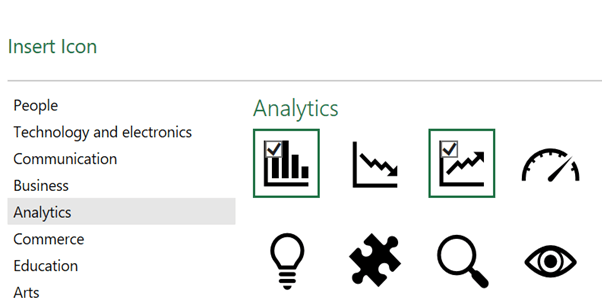 Insert Icon
People
Technology and electronics
Communication
Business
Analytics
Commerce
Education
Arts
Analytics